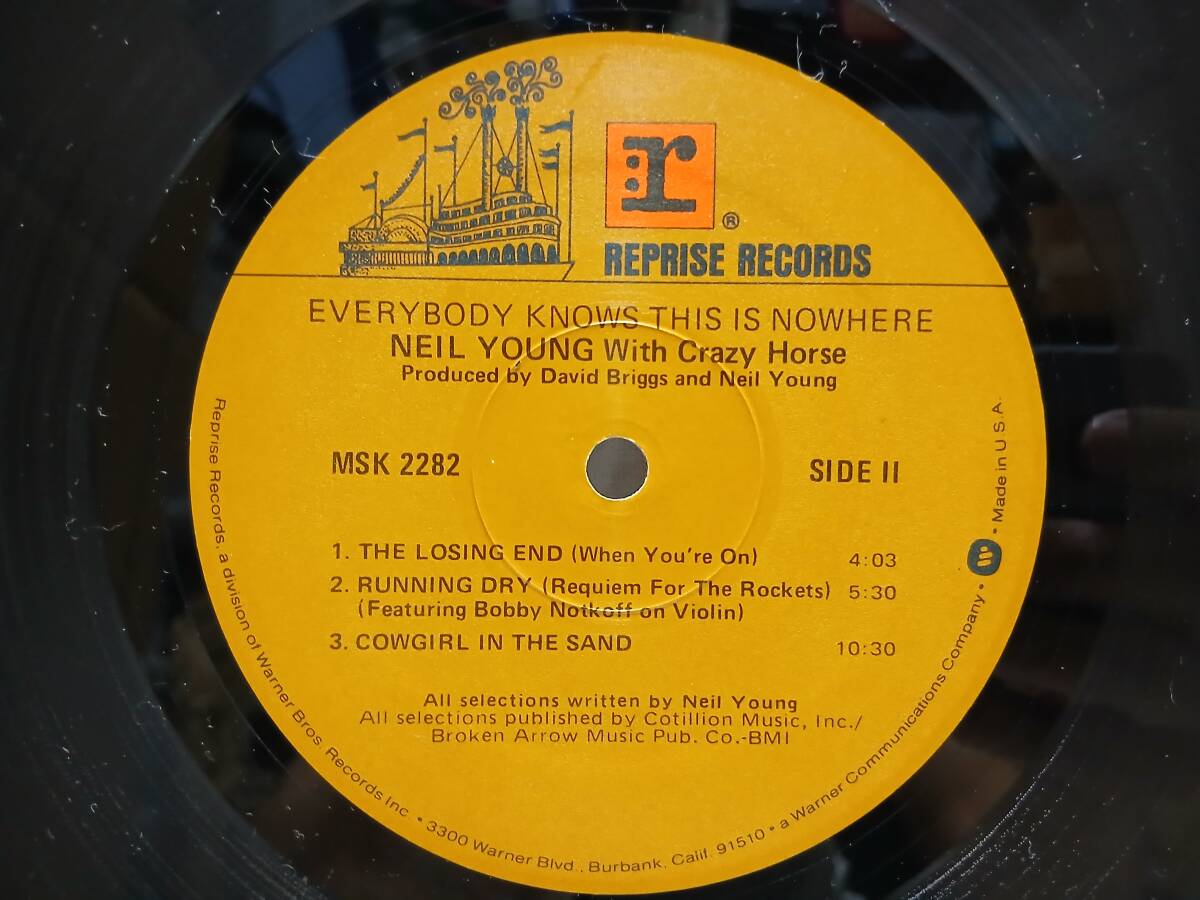 :r
®
REPRISE RECORDS
EVERYBODY KNOWS THIS IS NOWHERE
NEIL YOUNG With Crazy Horse
Produced by David Briggs and Neil Young
MSK 2282
SIDE II
1. THE LOSING END (When You're On) 4:03
2. RUNNING DRY (Requiem For The Rockets) 5:30
(Featuring Bobby Notkoff on Violin)
3. COWGIRL IN THE SAND 10:30
All selections written by Neil Young
All selections published by Cotillion Music, Inc./
Broken Arrow Music Pub. Co.-BMI
Reprise Records, a division of Warner Bros. Records Inc. • 3300 Warner Blvd., Burbank, Calif. 91510 • a Warner Communications Company • W • Made in U.S.A.